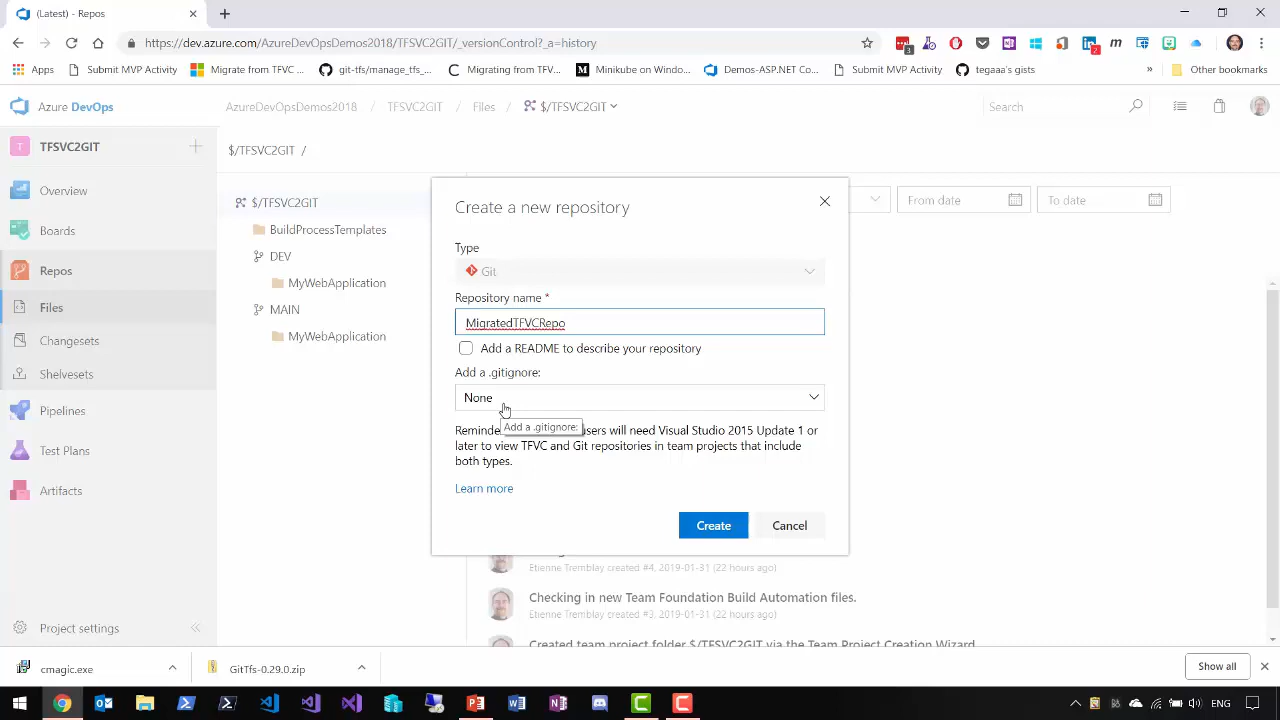 (Latest) - Repos
https://dev.azure.com/AzureDevOpsDemos2018/TFSVC2GIT/_versionControl?_a=history
3
2
m
Apps
Submit MVP Activity
Migrate from TFVC ...
git-tfs/manage_tfs_...
Migrating from TFV...
Minikube on Windo...
Demos-ASP.NET Co...
Submit MVP Activity
tegaaa's gists
»
Other bookmarks
Azure DevOps
AzureDevOpsDemos2018 / TFSVC2GIT / Files / $/TFSVC2GIT
Search
T TFSVC2GIT
$/TFSVC2GIT /
Overview
Boards
Repos
Files
Changesets
Shelvesets
Pipelines
Test Plans
Artifacts
Project settings
$/TFSVC2GIT
BuildProcessTemplates
DEV
MyWebApplication
MAIN
MyWebApplication
From date
To date
Create a new repository
Type
Git
Repository name *
MigratedTFVCRepo
Add a README to describe your repository
Add a .gitignore:
None
Add a .gitignore:
users will need Visual Studio 2015 Update 1 or
later to view TFVC and Git repositories in team projects that include
both types.
Learn more
Create
Cancel
Etienne Tremblay created #4, 2019-01-31 (22 hours ago)
Checking in new Team Foundation Build Automation files.
Etienne Tremblay created #3, 2019-01-31 (22 hours ago)
Created team project folder $/TFSVC2GIT via the Team Project Creation Wizard
cmagic.exe
GitTfs-0.29.0.zip
Show all
ENG